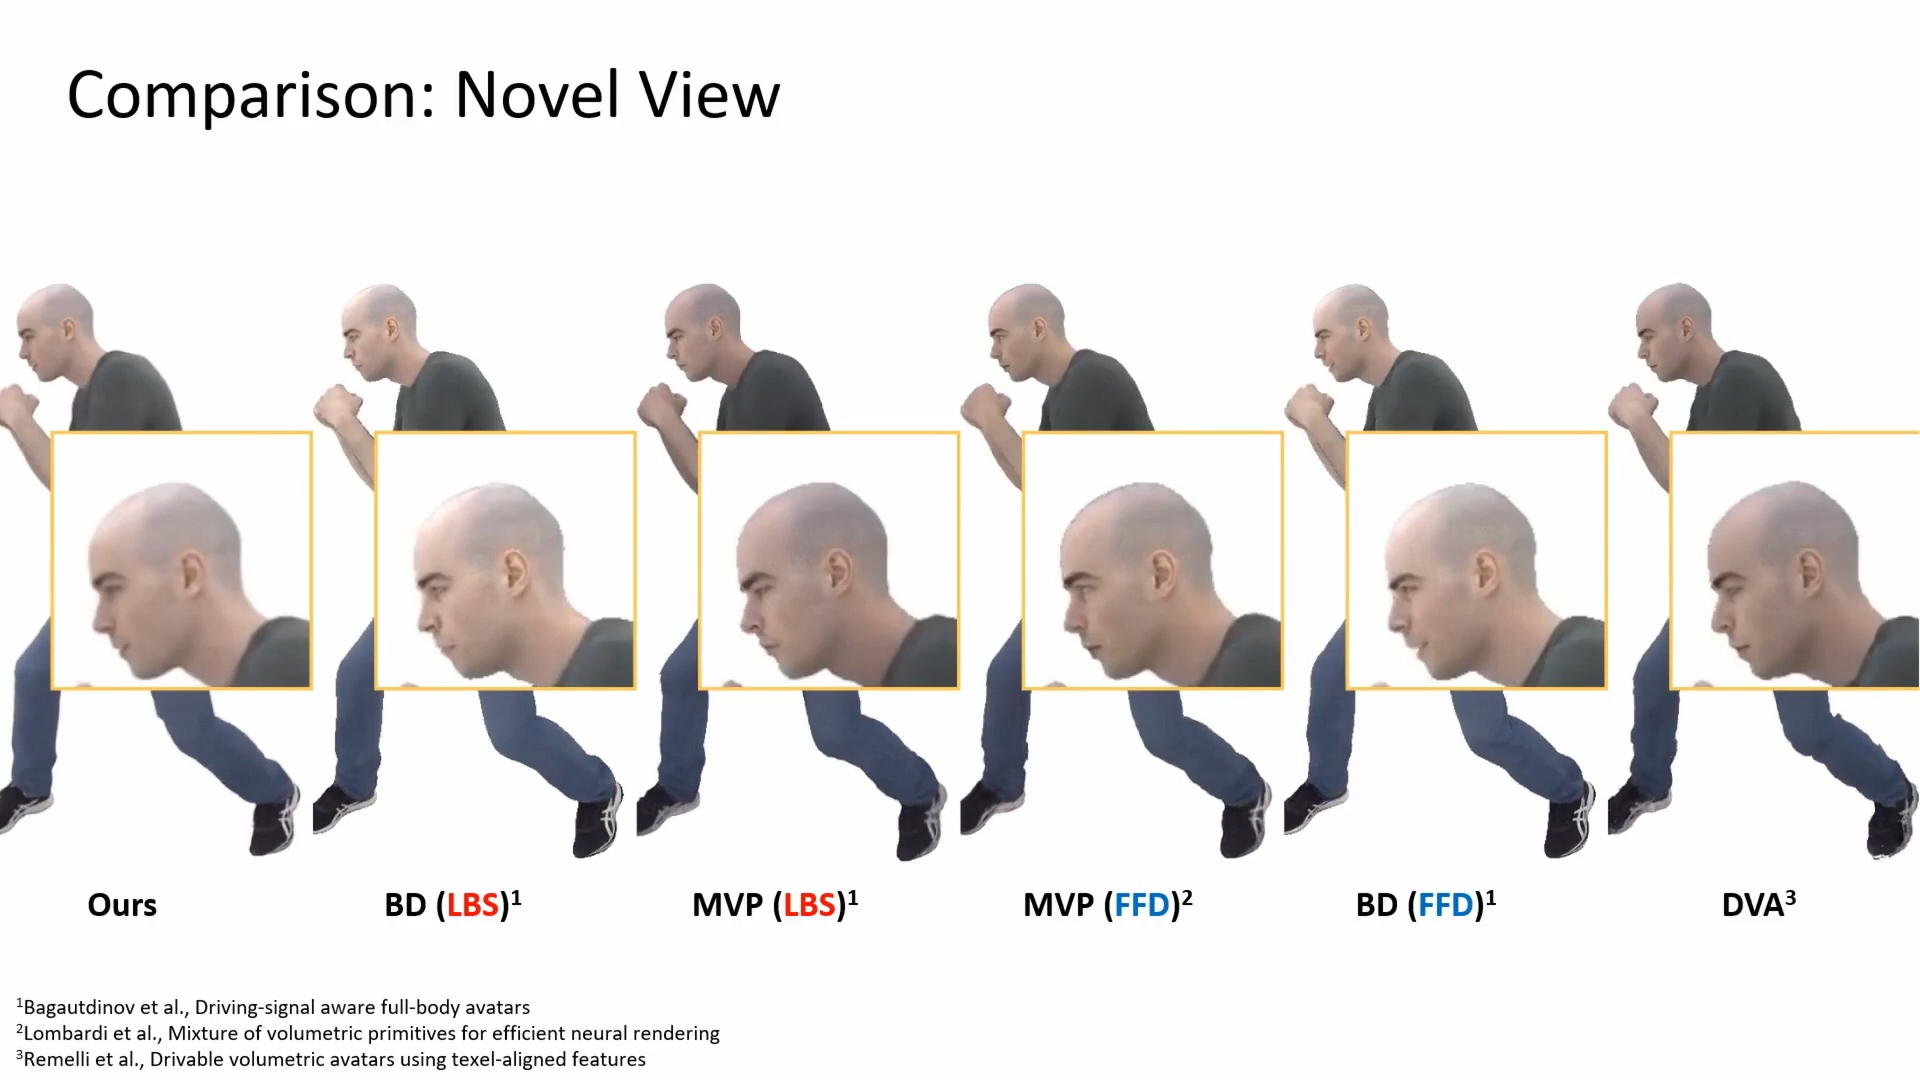 Comparison: Novel View
Ours
BD (LBS)¹
MVP (LBS)¹
MVP (FFD)²
BD (FFD)¹
DVA³
¹Bagautdinov et al., Driving-signal aware full-body avatars
²Lombardi et al., Mixture of volumetric primitives for efficient neural rendering
³Remelli et al., Drivable volumetric avatars using texel-aligned features